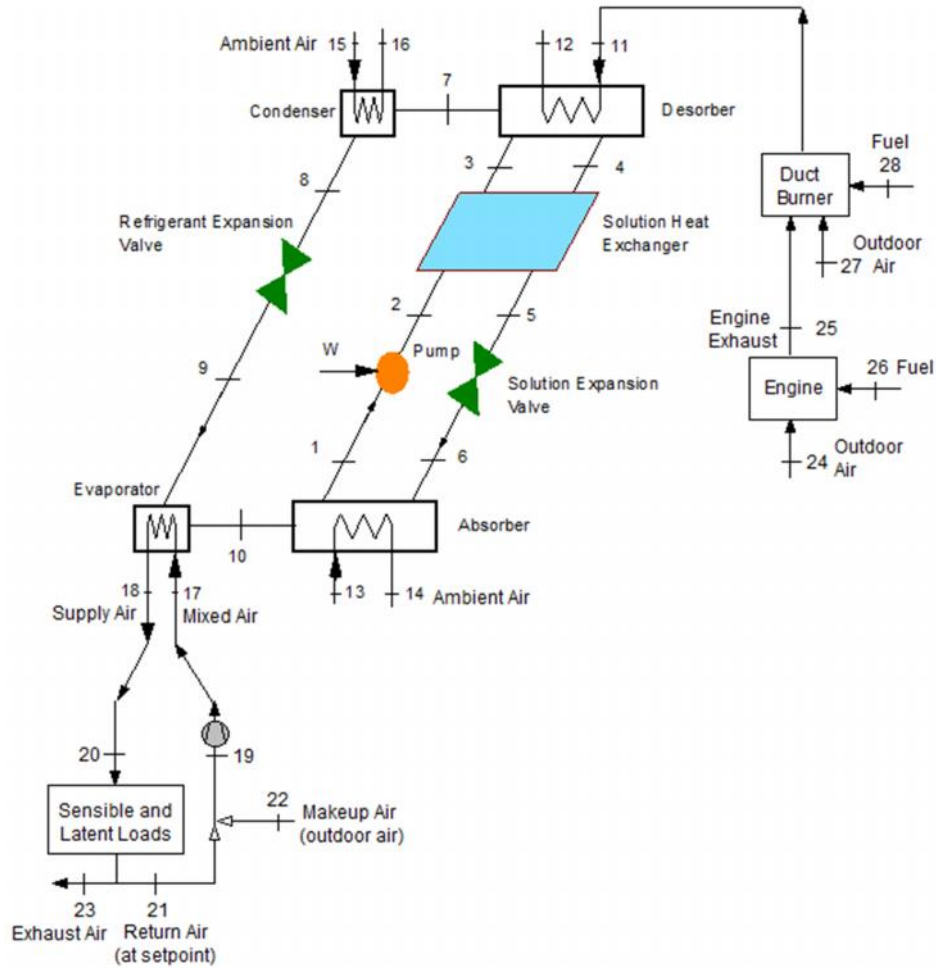 Ambient Air
15
16
12
11
7
Condenser
Desorber
3
4
8
Fuel
28
Duct
Burner
Refrigerant Expansion
Valve
Solution Heat
Exchanger
Outdoor
27 Air
2
5
Engine
Exhaust
25
9
W
Pump
26 Fuel
Solution Expansion
Valve
Engine
1
6
24
Outdoor
Air
Evaporator
Absorber
10
18
17
13
14
Ambient Air
Supply Air
Mixed Air
20
19
Sensible and
Latent Loads
22
Makeup Air
(outdoor air)
23
21
Exhaust Air
Return Air
(at setpoint)